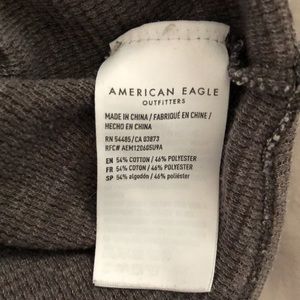 AMERICAN EAGLE
OUTFITTERS
MADE IN CHINA / FABRIQUÉ EN CHINE /
HECHO EN CHINA
RN 54485/CA 03873
RFC# AEM120605U9A
EN 54% COTTON / 46% POLYESTER
FR 54% COTON / 46% POLYESTER
SP 54% algodón / 46% poliéster